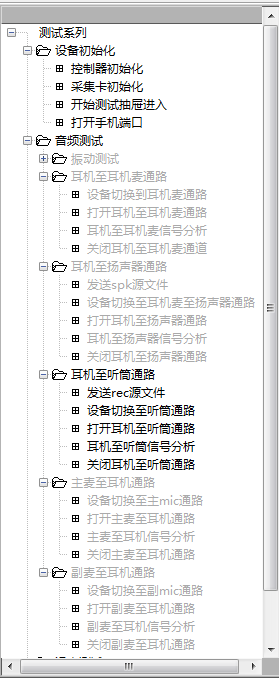 测试系列
设备初始化
控制器初始化
采集卡初始化
开始测试抽屉进入
打开手机端口
音频测试
振动测试
耳机至耳机麦通路
设备切换到耳机麦通路
打开耳机至耳机麦通路
耳机至耳机麦信号分析
关闭耳机至耳机麦通道
耳机至扬声器通路
发送spk源文件
设备切换至耳机麦至扬声器通路
打开耳机至扬声器通路
耳机至扬声器信号分析
关闭耳机至扬声器通路
耳机至听筒通路
发送rec源文件
设备切换至听筒通路
打开耳机至听筒通路
耳机至听筒信号分析
关闭耳机至听筒通路
主麦至耳机通路
设备切换至主mic通路
打开主麦至耳机通路
主麦至耳机信号分析
关闭主麦至耳机通路
副麦至耳机通路
设备切换至副mic通路
打开副麦至耳机通路
副麦至耳机信号分析
关闭副麦至耳机通路